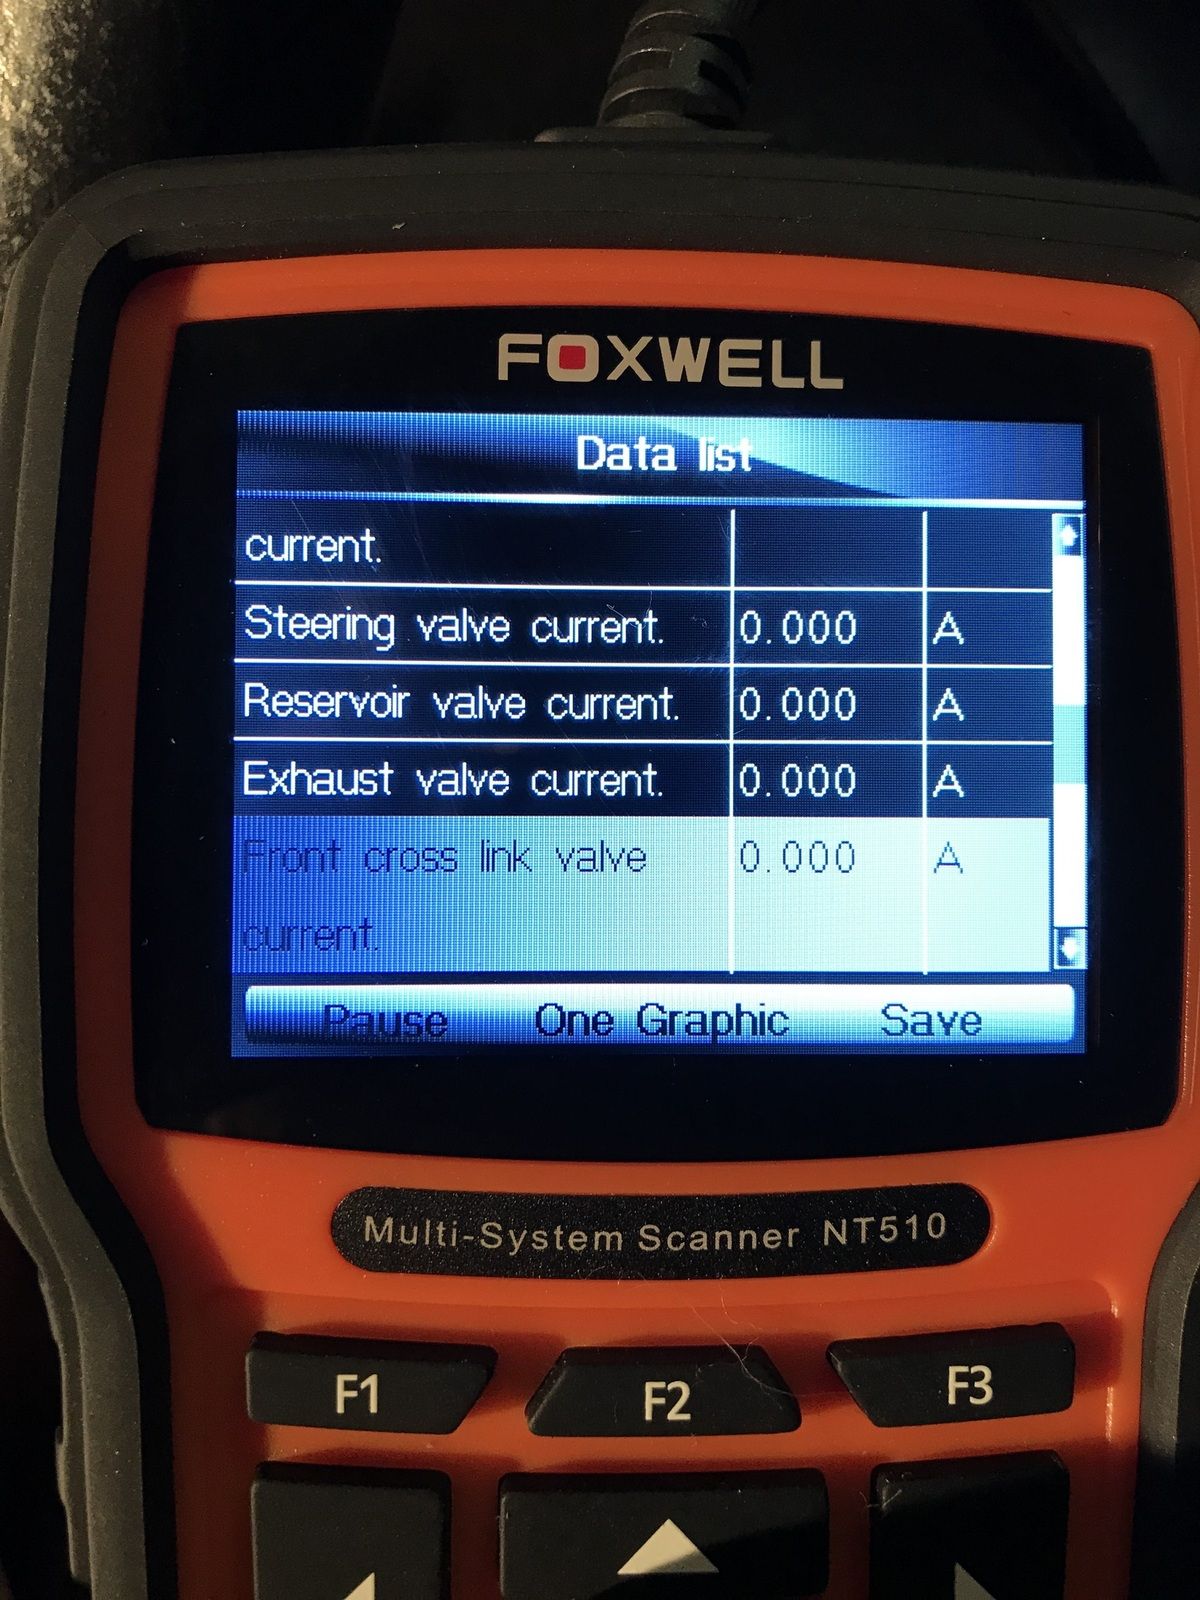 FOXWELL
Data list
current.
Steering valve current. 0.000 A
Reservoir valve current. 0.000 A
Exhaust valve current. 0.000 A
Front cross link valve 0.000 A
current.
Pause One Graphic Save
Multi-System Scanner NT510
F1 F2 F3